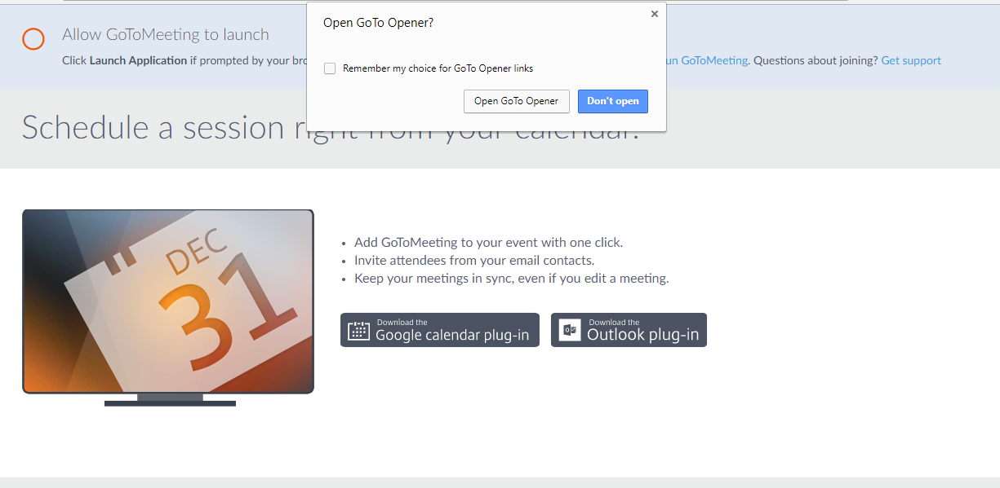 Open GoTo Opener?
Remember my choice for GoTo Opener links
Open GoTo Opener
Don't open
Allow GoToMeeting to launch
Click Launch Application if prompted by your
GoToMeeting. Questions about joining? Get support
Schedule a session right from your calendar.
DEC
31
• Add GoToMeeting to your event with one click.
• Invite attendees from your email contacts.
• Keep your meetings in sync, even if you edit a meeting.
Download the
Google calendar plug-in
Download the
Outlook plug-in